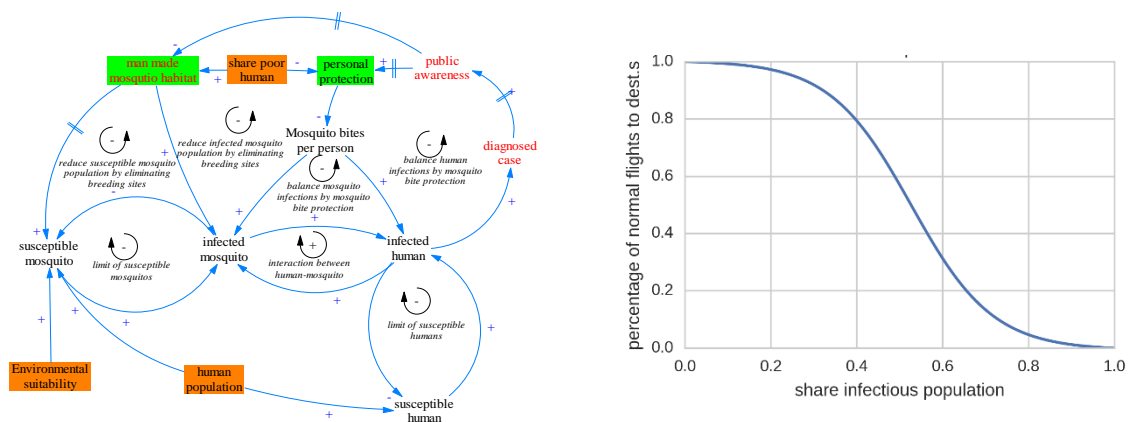 man made
mosqutio habitat
share poor
human
personal
protection
public
awareness
Mosquito bites
per person
diagnosed
case
reduce susceptible mosquito
population by eliminating
breeding sites
reduce infected mosquito
population by eliminating
breeding sites
balance mosquito
infections by mosquito
bite protection
balance human
infections by mosquito
bite protection
susceptible
mosquito
limit of susceptible
mosquitos
infected
mosquito
interaction between
human-mosquito
infected
human
limit of susceptible
humans
Environmental
suitability
human
population
susceptible
human
- + - + - + - + + + + + + + - + + + + + + - +
- - - - - + -
percentage of normal flights to dest.s
1.0
0.8
0.6
0.4
0.2
0.0
0.0 0.2 0.4 0.6 0.8 1.0
share infectious population